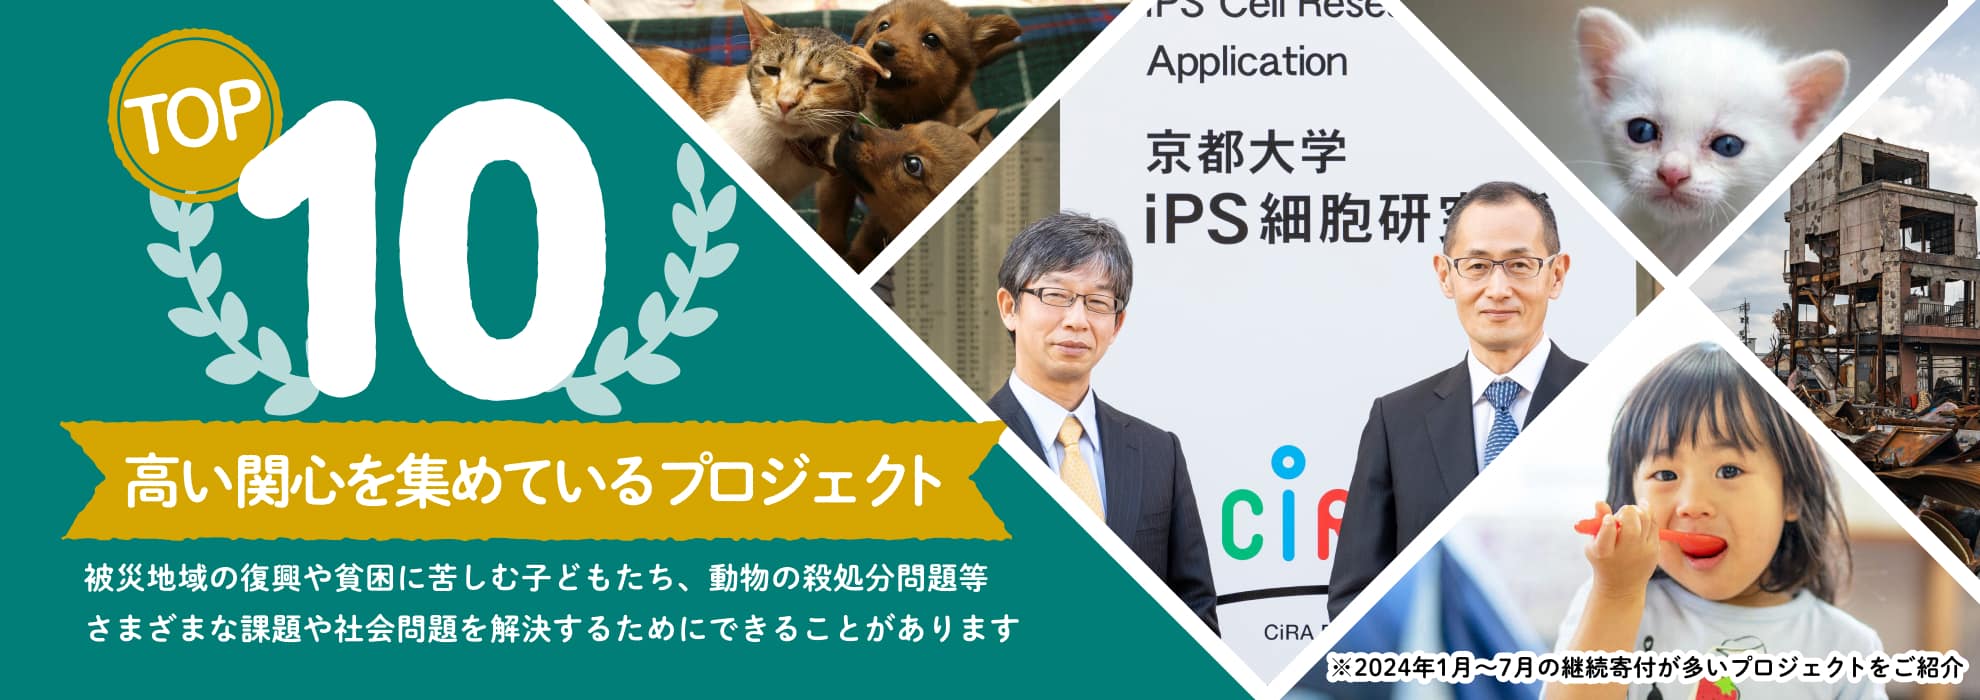 TOP
10
高い関心を集めているプロジェクト
被災地域の復興や貧困に苦しむ子どもたち、動物の殺処分問題等
さまざまな課題や社会問題を解決するためにできることがあります
iPS Cell Rese
Application
京都大学
iPS細胞研究
CiRA
CiRA
※2024年1月〜7月の継続寄付が多いプロジェクトをご紹介